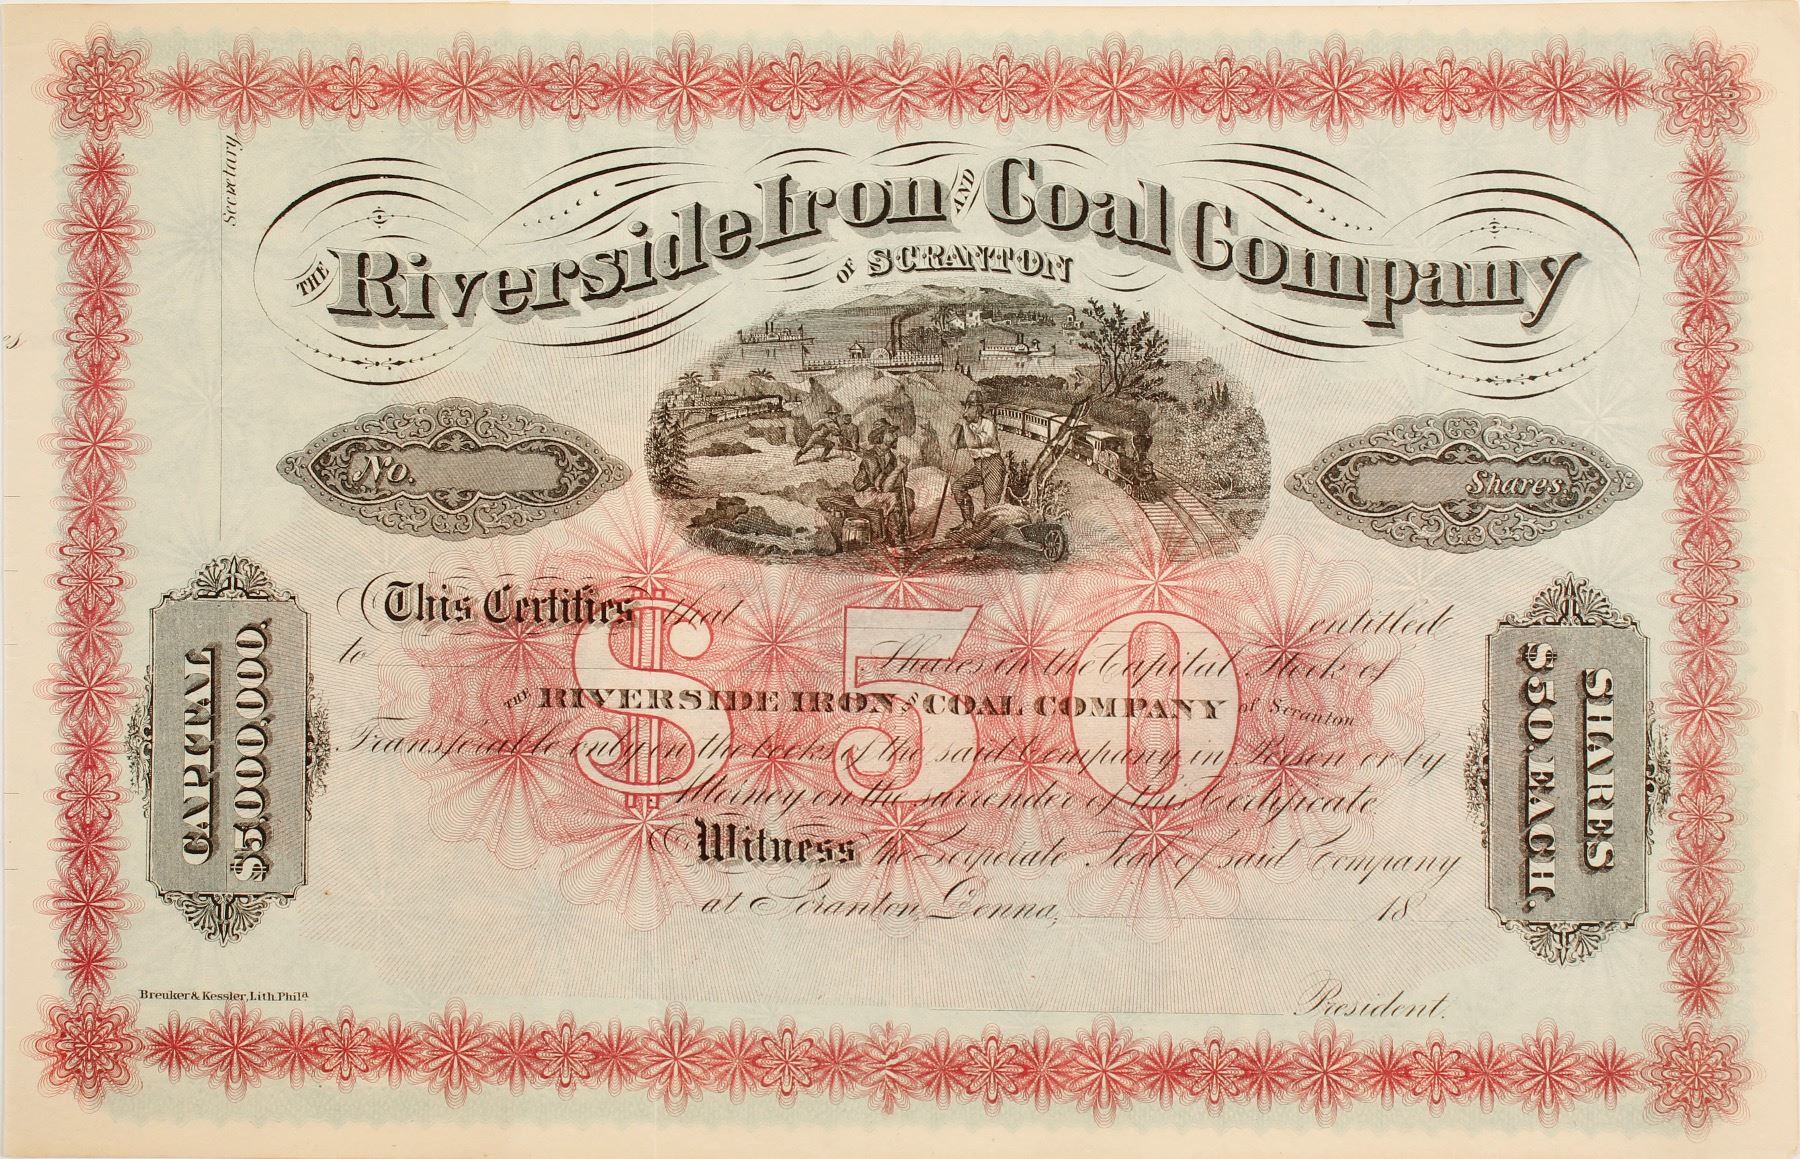 THE Riverside Iron AND Coal Company
OF SCRANTON
Secretary.
No.
Shares.
This Certifies that entitled
to Shares in the Capital Stock of
THE RIVERSIDE IRON AND COAL COMPANY of Scranton
Transferable only on the books of the said Company in Person or by
Attorney on the surrender of this Certificate.
Witness the Corporate Seal of said Company
at Scranton, Penna, 18
President.
$50
CAPITAL
$5,000,000.
SHARES
$50. EACH.
Breuker & Kessler, Lith. Phila